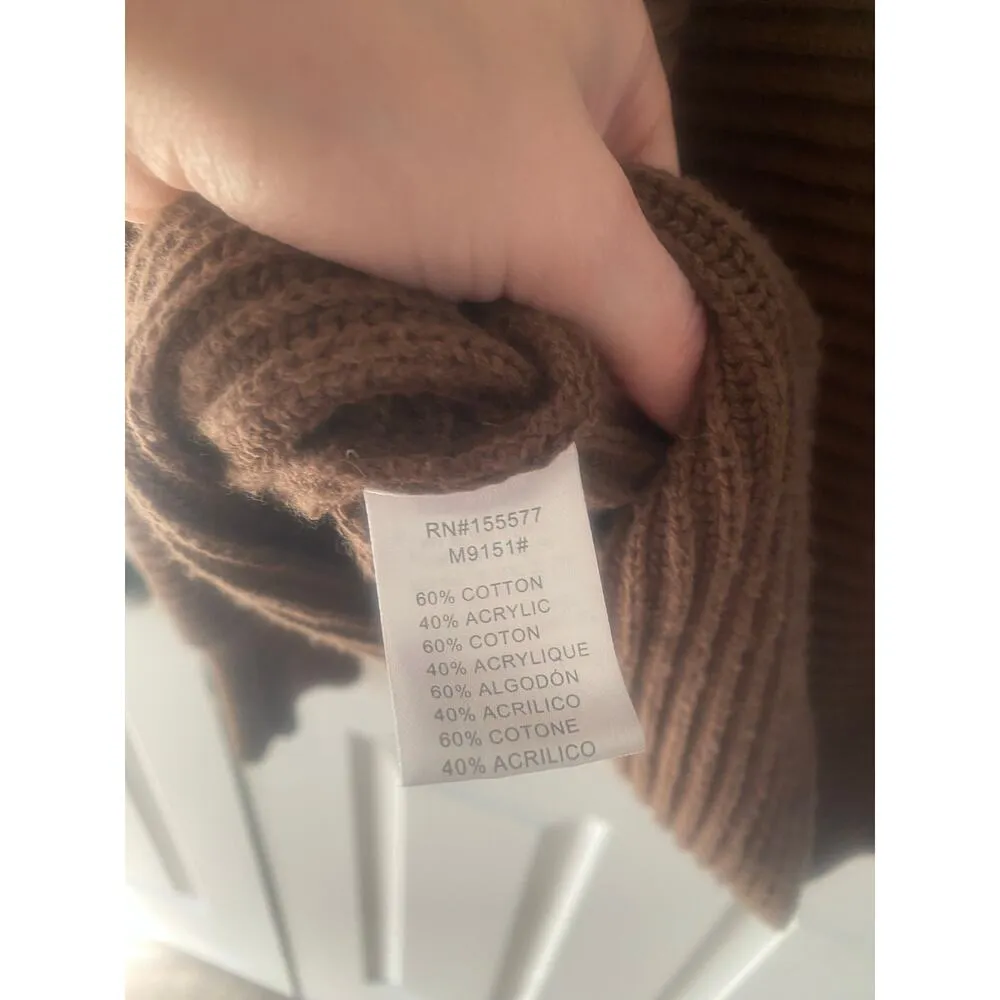 RN#155577
M9151#
60% COTTON
40% ACRYLIC
60% COTON
40% ACRYLIQUE
60% ALGODÓN
40% ACRILICO
60% COTONE
40% ACRILICO